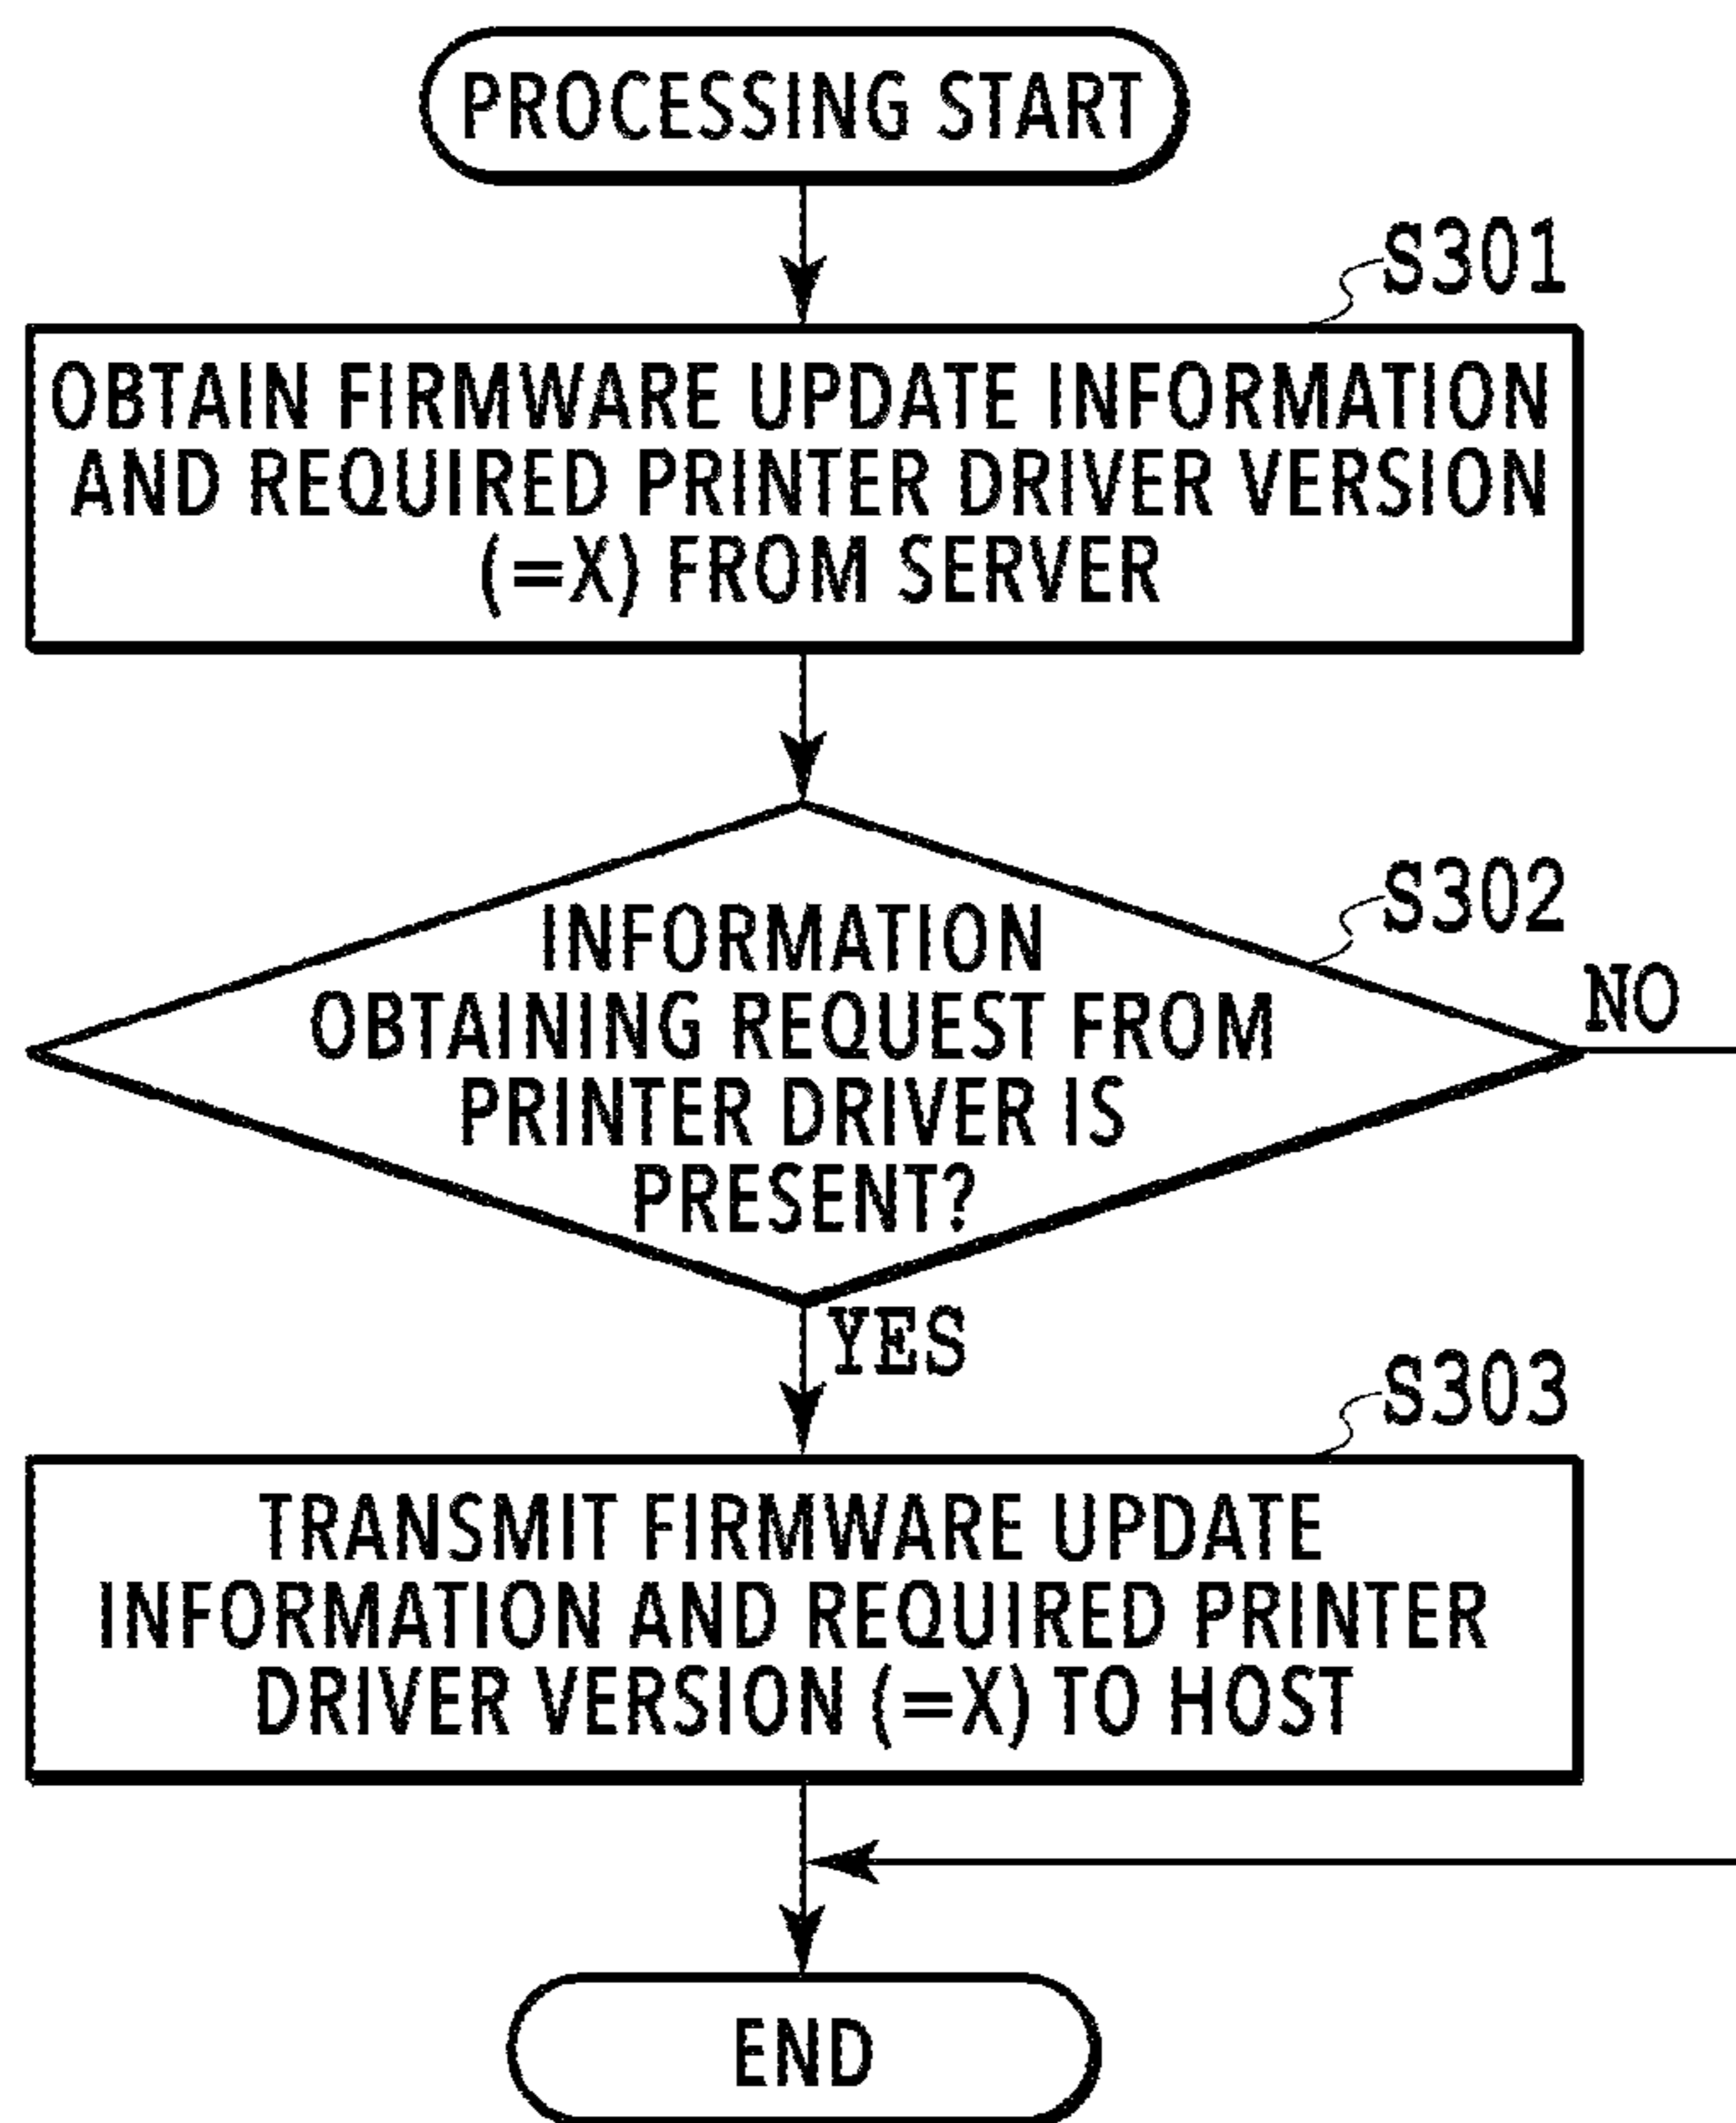 PROCESSING START
S301
OBTAIN FIRMWARE UPDATE INFORMATION
AND REQUIRED PRINTER DRIVER VERSION
(=X) FROM SERVER
S302
INFORMATION
OBTAINING REQUEST FROM
PRINTER DRIVER IS
PRESENT?
NO
YES
S303
TRANSMIT FIRMWARE UPDATE
INFORMATION AND REQUIRED PRINTER
DRIVER VERSION (=X) TO HOST
END